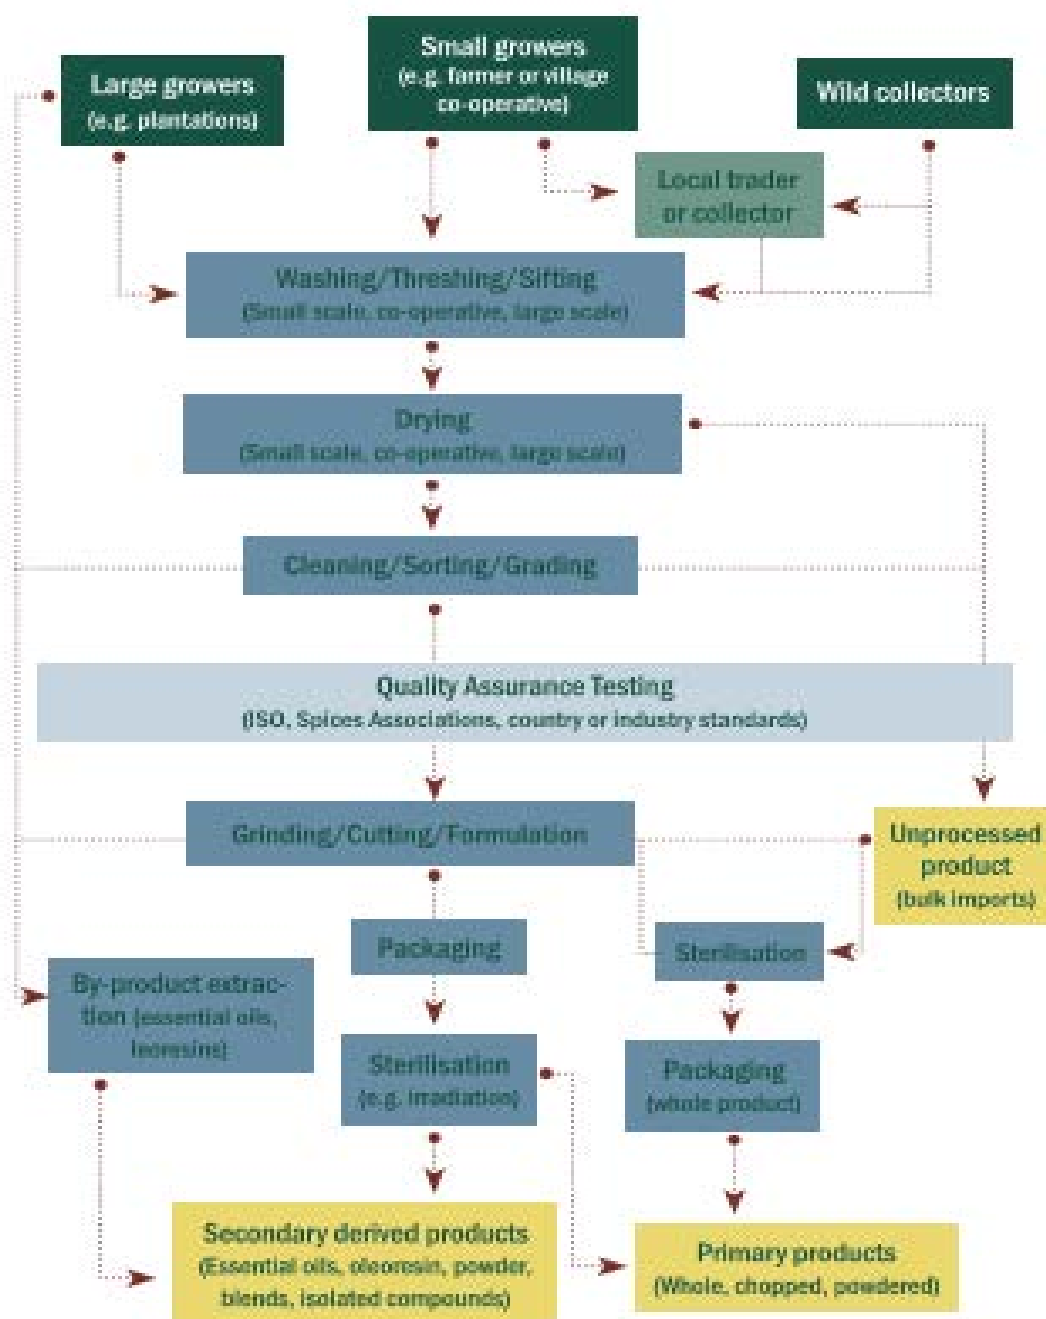 Small growers
(e.g. farmer or village
co-operative)
Large growers
(e.g. plantations)
Wild collectors
Local trader
or collector
Washing/Threshing/Sifting
(Small scale, co-operative, large scale)
Drying
(Small scale, co-operative, large scale)
Cleaning/Sorting/Grading
Quality Assurance Testing
(ISO, Spices Associations, country or industry standards)
Grinding/Cutting/Formulation
Unprocessed
product
(bulk imports)
Packaging
Sterilisation
By-product extrac-
tion (essential oils,
leoresins)
Sterilisation
(e.g. irradiation)
Packaging
(whole product)
Secondary derived products
(Essential oils, oleoresin, powder,
blends, isolated compounds)
Primary products
(Whole, chopped, powdered)